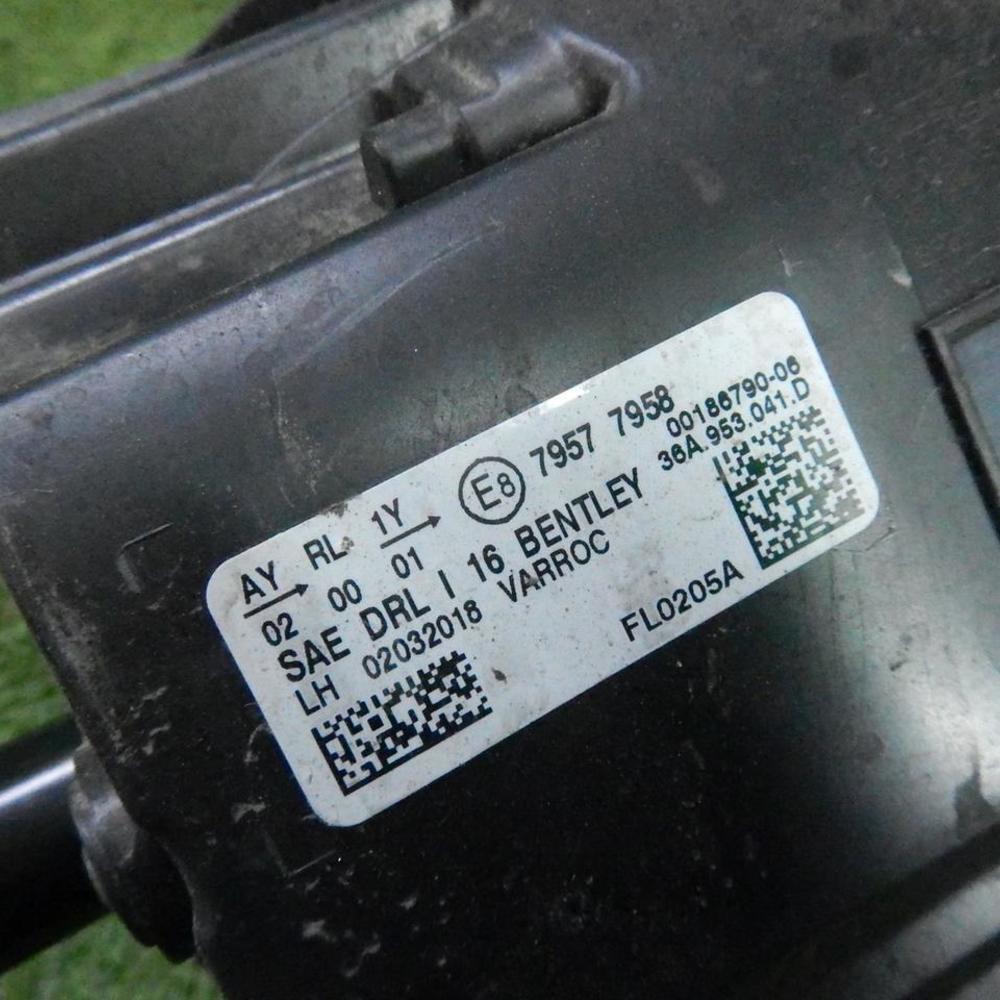 AY RL 1Y E8 7957 7958 00186790-06
02 00 01 36A.953.041.D
SAE DRL I 16 BENTLEY
LH 02032018 VARROC
FL0205A